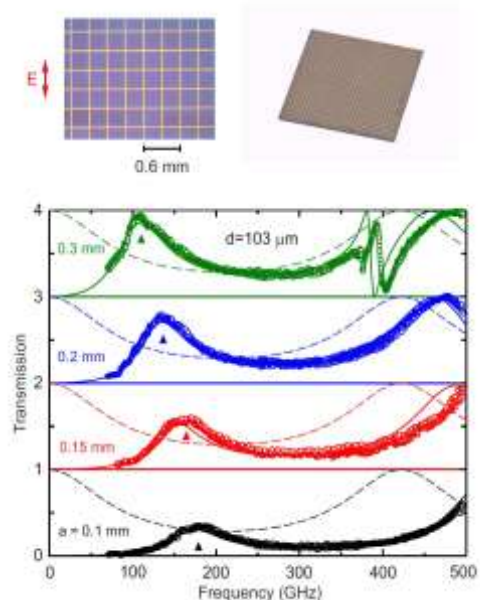 E
0.6 mm
4
3
2
1
0
Transmission
0.3 mm
d=103 μm
0.2 mm
0.15 mm
a = 0.1 mm
0 100 200 300 400 500
Frequency (GHz)